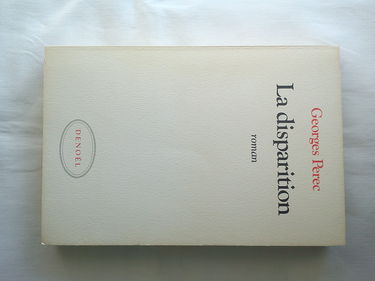 Georges Perec
La disparition
roman
DENOËL